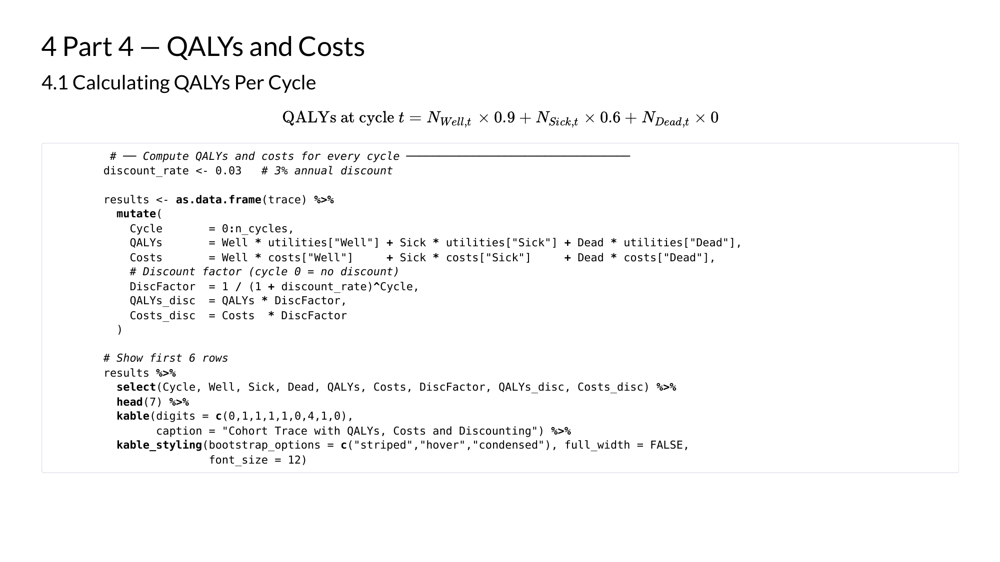 4 Part 4 — QALYs and Costs
4.1 Calculating QALYs Per Cycle
QALYs at cycle t = N_{Well,t} × 0.9 + N_{Sick,t} × 0.6 + N_{Dead,t} × 0
# ── Compute QALYs and costs for every cycle ──────────────────────────────────
discount_rate <- 0.03   # 3% annual discount
results <- as.data.frame(trace) %>%
  mutate(
    Cycle       = 0:n_cycles,
    QALYs       = Well * utilities["Well"] + Sick * utilities["Sick"] + Dead * utilities["Dead"],
    Costs       = Well * costs["Well"]     + Sick * costs["Sick"]     + Dead * costs["Dead"],
    # Discount factor (cycle 0 = no discount)
    DiscFactor  = 1 / (1 + discount_rate)^Cycle,
    QALYs_disc  = QALYs * DiscFactor,
    Costs_disc  = Costs  * DiscFactor
  )
# Show first 6 rows
results %>%
  select(Cycle, Well, Sick, Dead, QALYs, Costs, DiscFactor, QALYs_disc, Costs_disc) %>%
  head(7) %>%
  kable(digits = c(0,1,1,1,1,0,4,1,0),
        caption = "Cohort Trace with QALYs, Costs and Discounting") %>%
  kable_styling(bootstrap_options = c("striped","hover","condensed"), full_width = FALSE,
                font_size = 12)